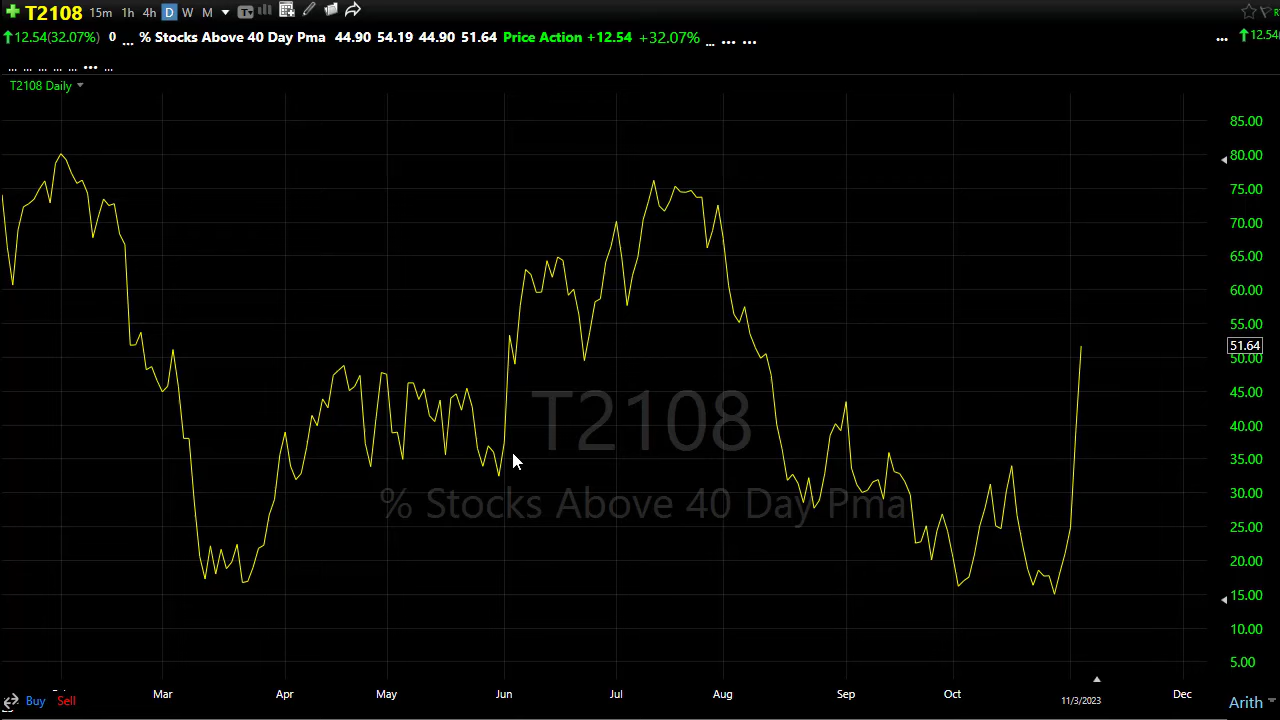 T2108 15m 1h 4h D W M
12.54(32.07%) 0 ... % Stocks Above 40 Day Pma 44.90 54.19 44.90 51.64 Price Action +12.54 +32.07% ... ... ... ... 12.54(
... ... ... ... ... ... ...
T2108 Daily
85.00
80.00
75.00
70.00
65.00
60.00
55.00
51.64
50.00
45.00
40.00
35.00
30.00
25.00
20.00
15.00
10.00
5.00
T2108
% Stocks Above 40 Day Pma
Mar Apr May Jun Jul Aug Sep Oct 11/3/2023 Dec
Buy Sell
Arith